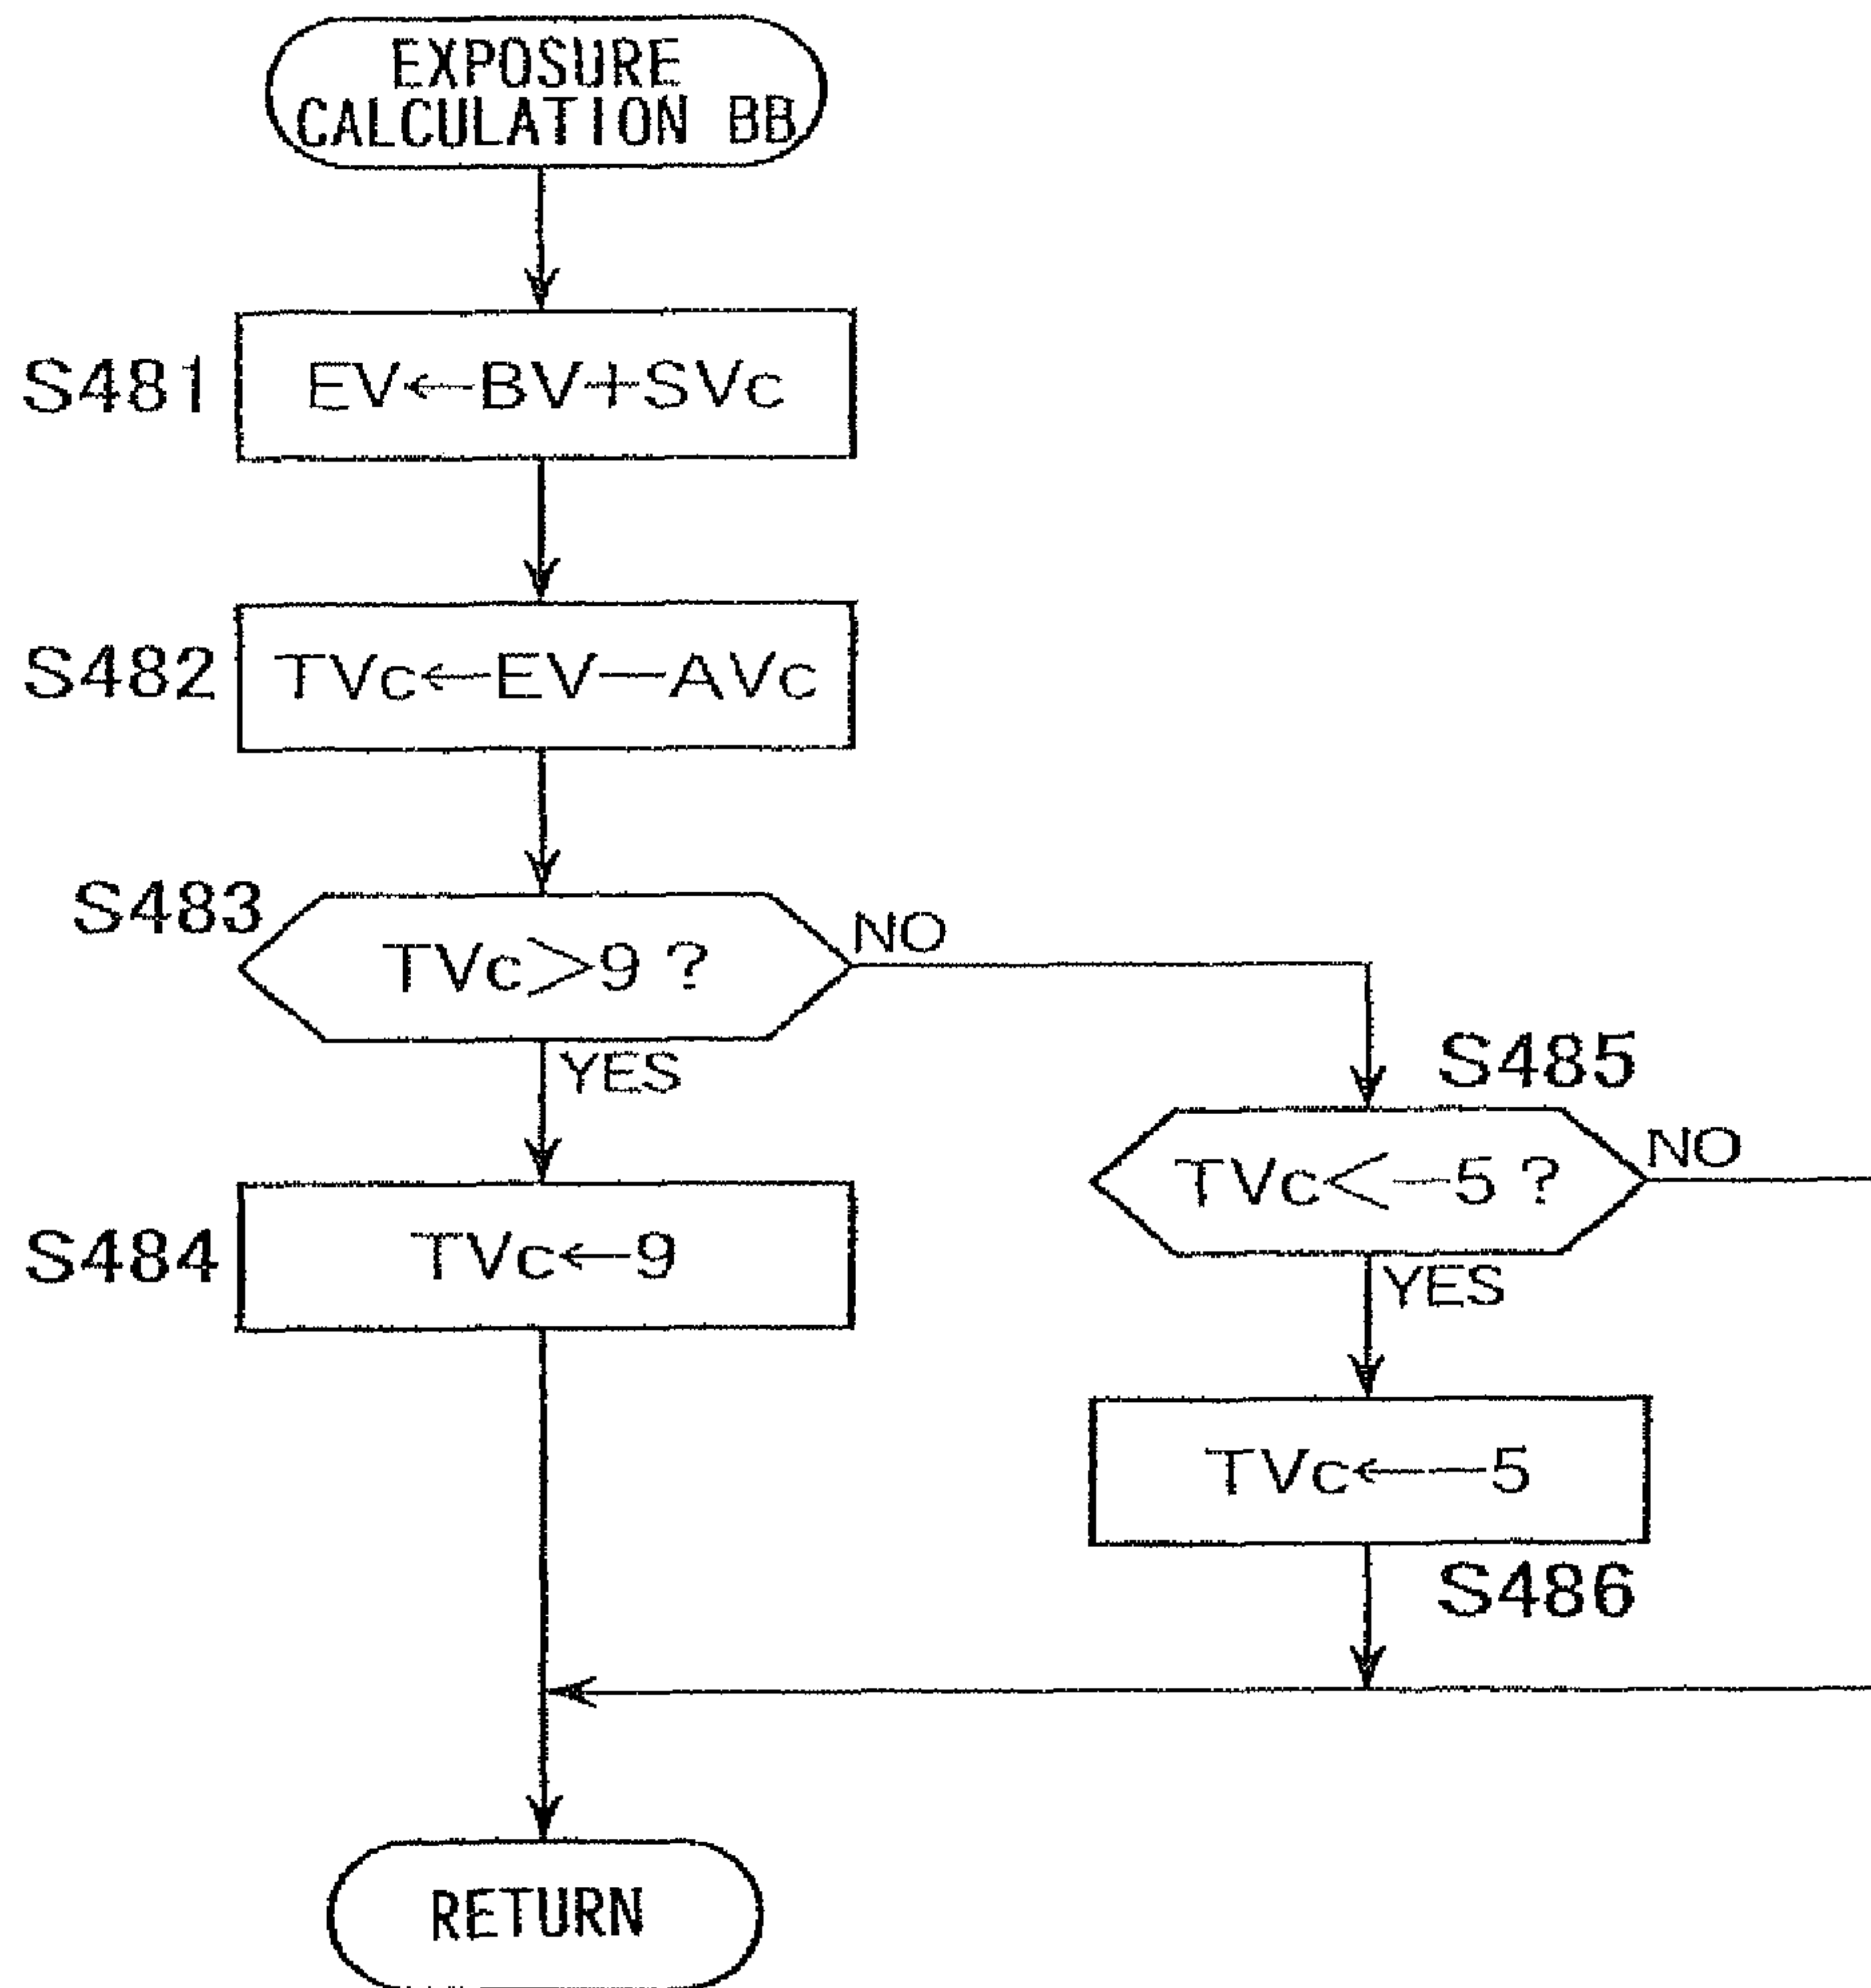 EXPOSURE
CALCULATION BB
S481
EV←BV+SVc
S482
TVc←EV—AVc
S483
TVc>9?
NO
YES
S485
TVc<—5?
NO
YES
S484
TVc←9
TVc←—5
S486
RETURN